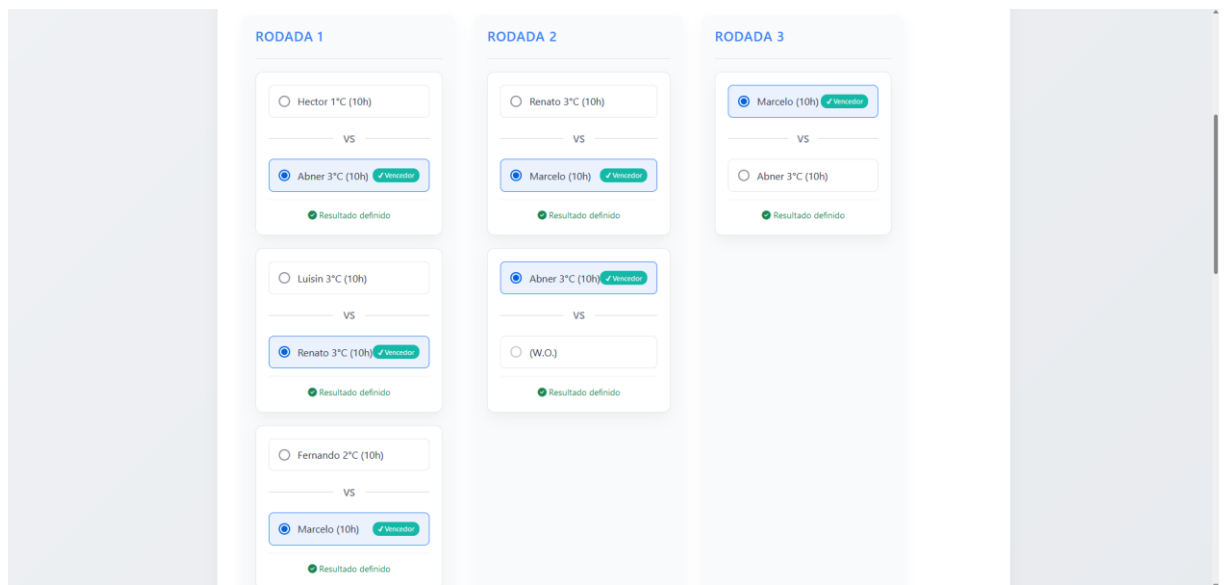 RODADA 1
Hector 1°C (10h)
VS
Abner 3°C (10h) ✓ Vencedor
Resultado definido
Luísin 3°C (10h)
VS
Renato 3°C (10h) ✓ Vencedor
Resultado definido
Fernando 2°C (10h)
VS
Marcelo (10h) ✓ Vencedor
Resultado definido
RODADA 2
Renato 3°C (10h)
VS
Marcelo (10h) ✓ Vencedor
Resultado definido
Abner 3°C (10h) ✓ Vencedor
VS
(W.O.)
Resultado definido
RODADA 3
Marcelo (10h) ✓ Vencedor
VS
Abner 3°C (10h)
Resultado definido